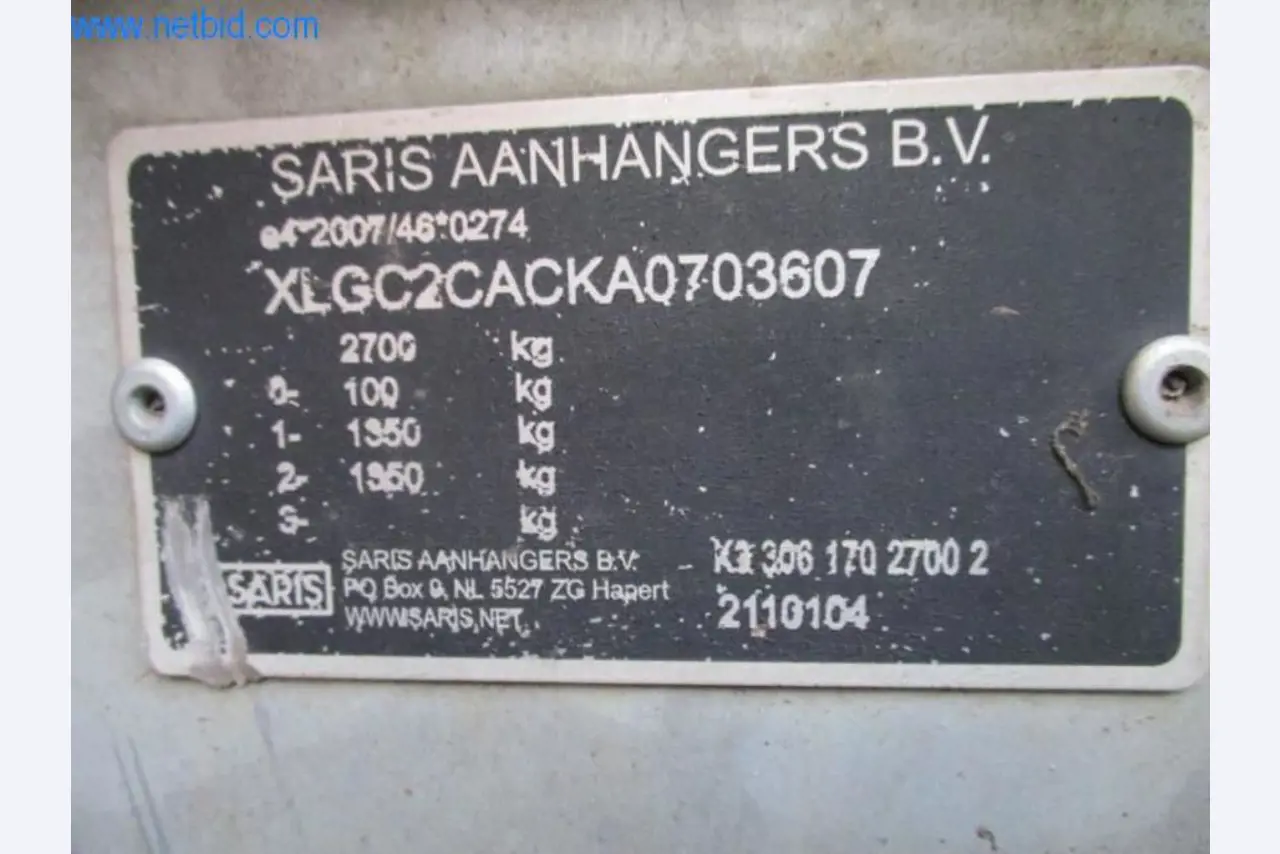 www.netbid.com
SARIS AANHANGERS B.V.
e4*2007/46*0274
XLGC2CACKA0703607
2700 kg
0- 100 kg
1- 1350 kg
2- 1350 kg
3- kg
SARIS
SARIS AANHANGERS B.V.
PO Box 9, NL 5527 ZG Hapert
WWW.SARIS.NET
306 170 2700 2
2110104